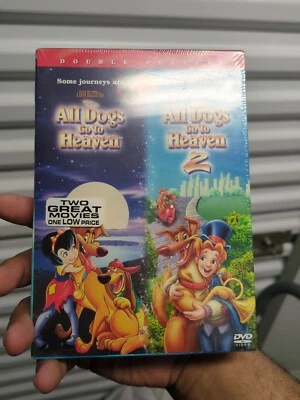 DOUBLE FEATURE
Some journeys are
All Dogs
Go to
Heaven
All Dogs
Go to
Heaven
2
TWO
GREAT
MOVIES
ONE LOW PRICE
DVD
VIDEO